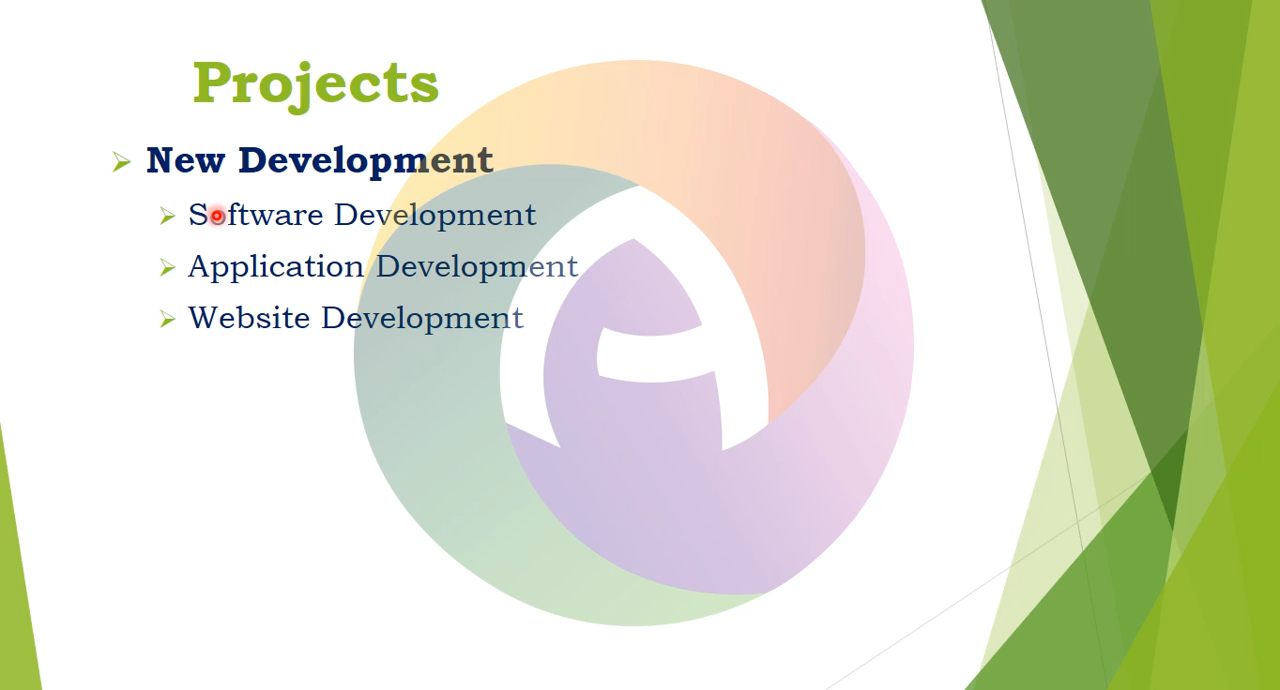 Projects
New Development
Software Development
Application Development
Website Development